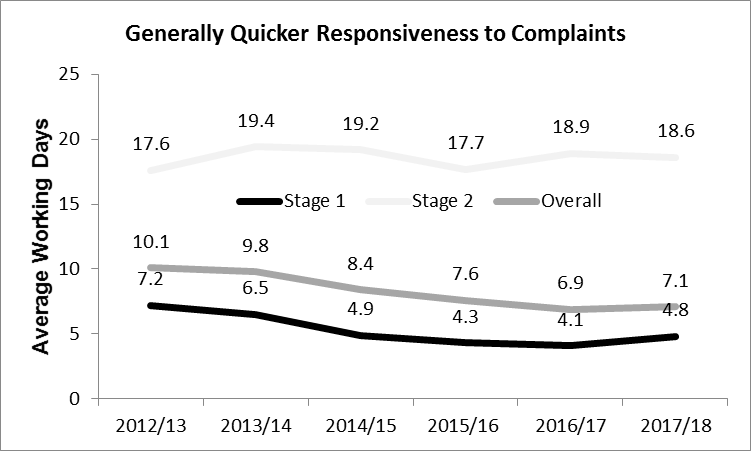 Generally Quicker Responsiveness to Complaints
Average Working Days
25
20
15
10
5
0
17.6 19.4 19.2 17.7 18.9 18.6
Stage 1 Stage 2 Overall
10.1 9.8 8.4 7.6 6.9 7.1
7.2 6.5 4.9 4.3 4.1 4.8
2012/13 2013/14 2014/15 2015/16 2016/17 2017/18